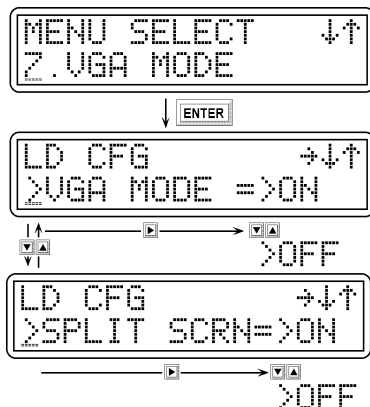 MENU SELECT ↓↑
7.VGA MODE
ENTER
LD CFG →↓↑
>VGA MODE =>ON
>OFF
LD CFG →↓↑
>SPLIT SCRN=>ON
>OFF